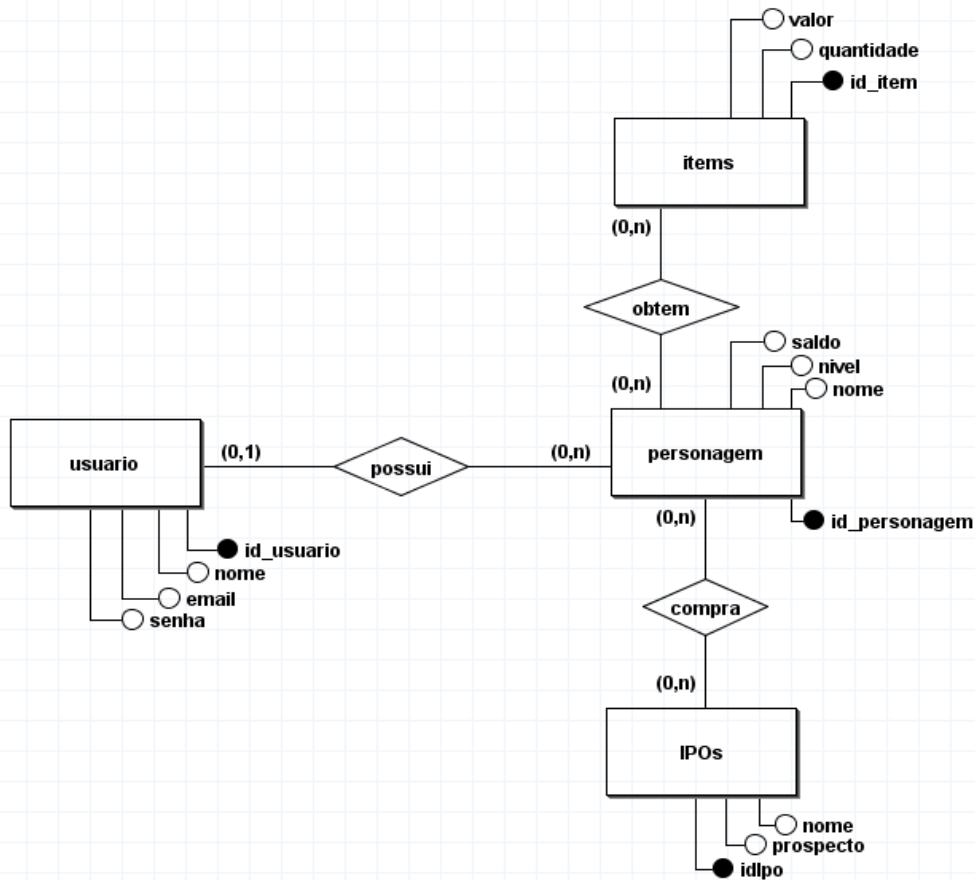 valor
quantidade
id_item
items
(0,n)
obtem
saldo
nivel
(0,n)
nome
usuario
(0,1)
possui
(0,n)
personagem
(0,n)
id_personagem
id_usuario
nome
email
senha
compra
(0,n)
IPOs
nome
prospecto
idIpo